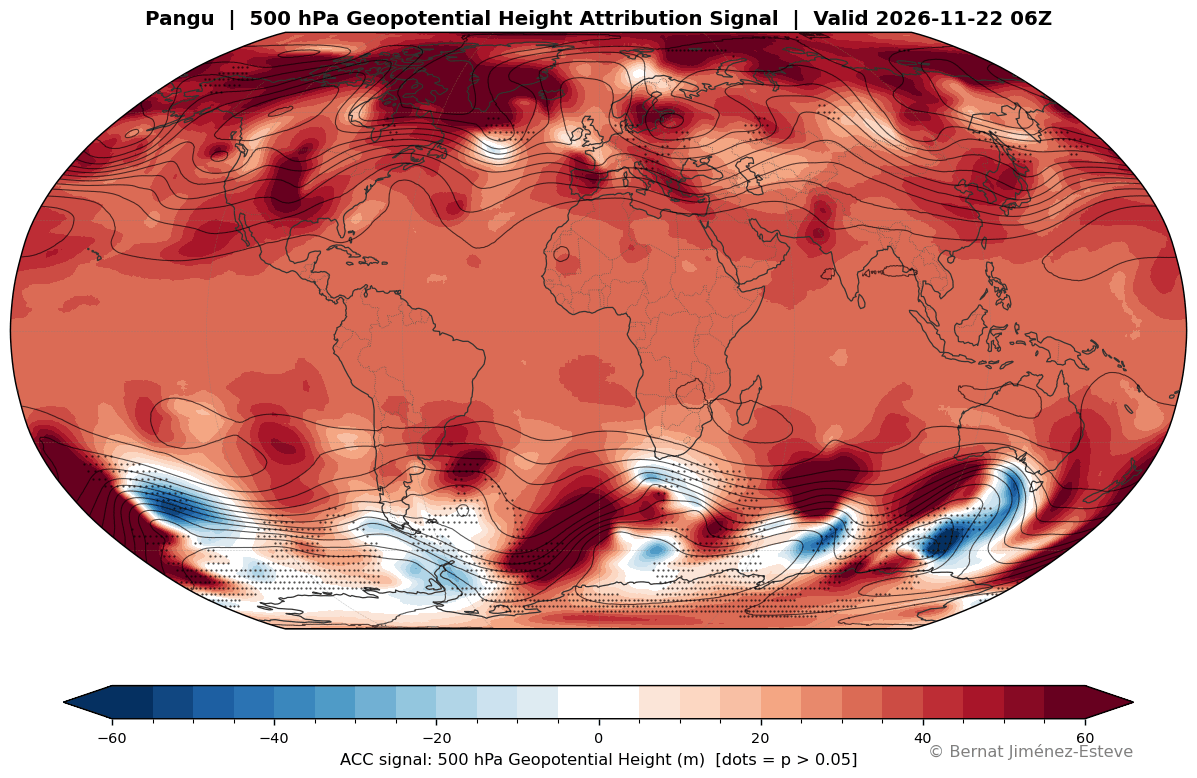 Pangu | 500 hPa Geopotential Height Attribution Signal | Valid 2026-11-22 06Z
−60 −40 −20 0 20 40 60
ACC signal: 500 hPa Geopotential Height (m) [dots = p > 0.05]
© Bernat Jiménez-Esteve